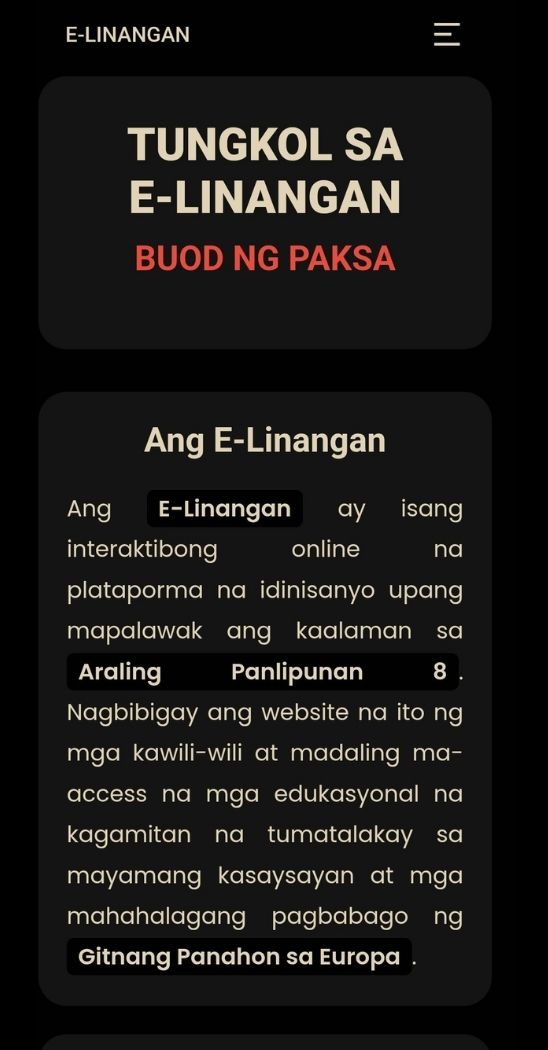 E-LINANGAN
TUNGKOL SA
E-LINANGAN
BUOD NG PAKSA
Ang E-Linangan
Ang E-Linangan ay isang
interaktibong online na
plataporma na idinisanyo upang
mapalawak ang kaalaman sa
Araling Panlipunan 8.
Nagbibigay ang website na ito ng
mga kawili-wili at madaling ma-
access na mga edukasyonal na
kagamitan na tumatalakay sa
mayamang kasaysayan at mga
mahahalagang pagbabago ng
Gitnang Panahon sa Europa.